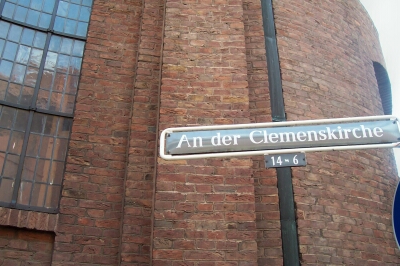 An der Clemenskirche
14-6